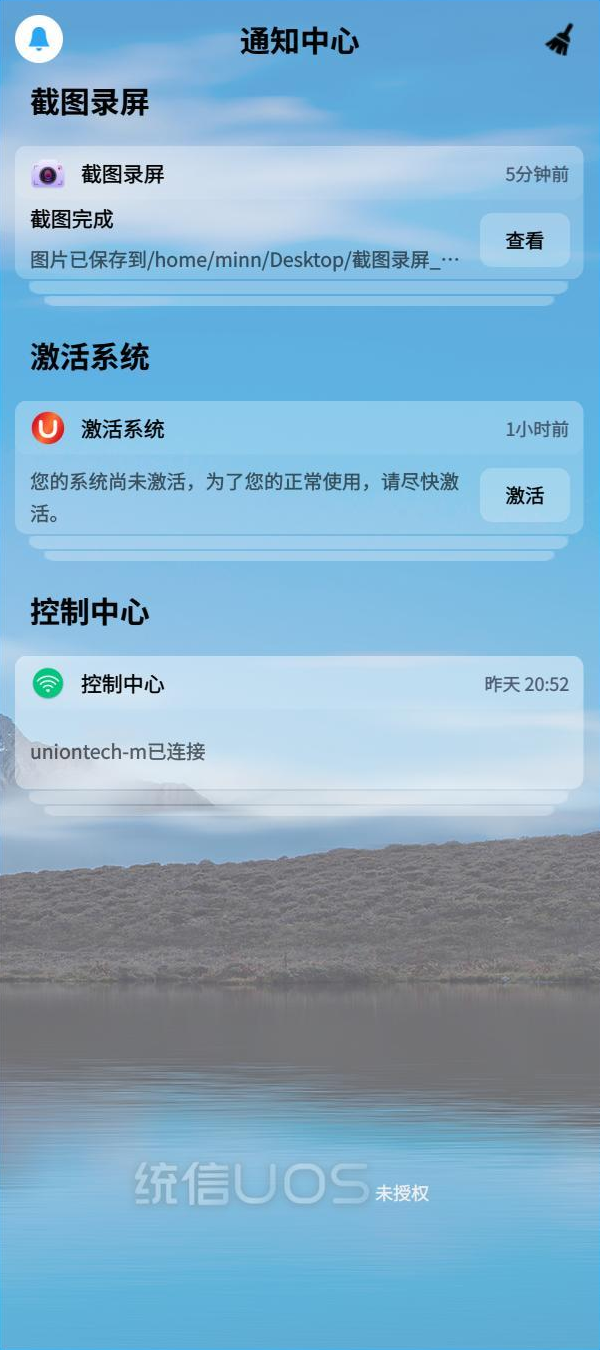 通知中心
截图录屏
截图录屏
5分钟前
截图完成
图片已保存到/home/minn/Desktop/截图录屏_…
查看
激活系统
激活系统
1小时前
您的系统尚未激活，为了您的正常使用，请尽快激
活。
激活
控制中心
控制中心
昨天 20:52
uniontech-m已连接
统信UOS 未授权